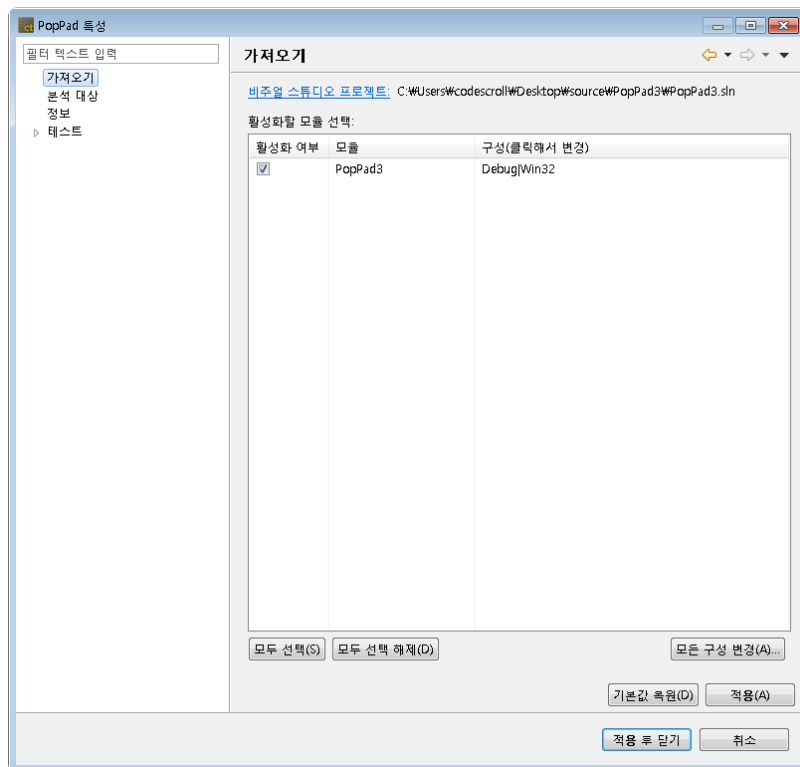 PopPad 특성
필터 텍스트 입력
가져오기
분석 대상
정보
테스트
가져오기
비주얼 스튜디오 프로젝트: C:₩Users₩codescroll₩Desktop₩source₩PopPad3₩PopPad3.sln
활성화할 모듈 선택:
활성화 여부 모듈 구성(클릭해서 변경)
PopPad3 Debug|Win32
모두 선택(S) 모두 선택 해제(D) 모든 구성 변경(A)...
기본값 복원(D) 적용(A)
적용 후 닫기 취소